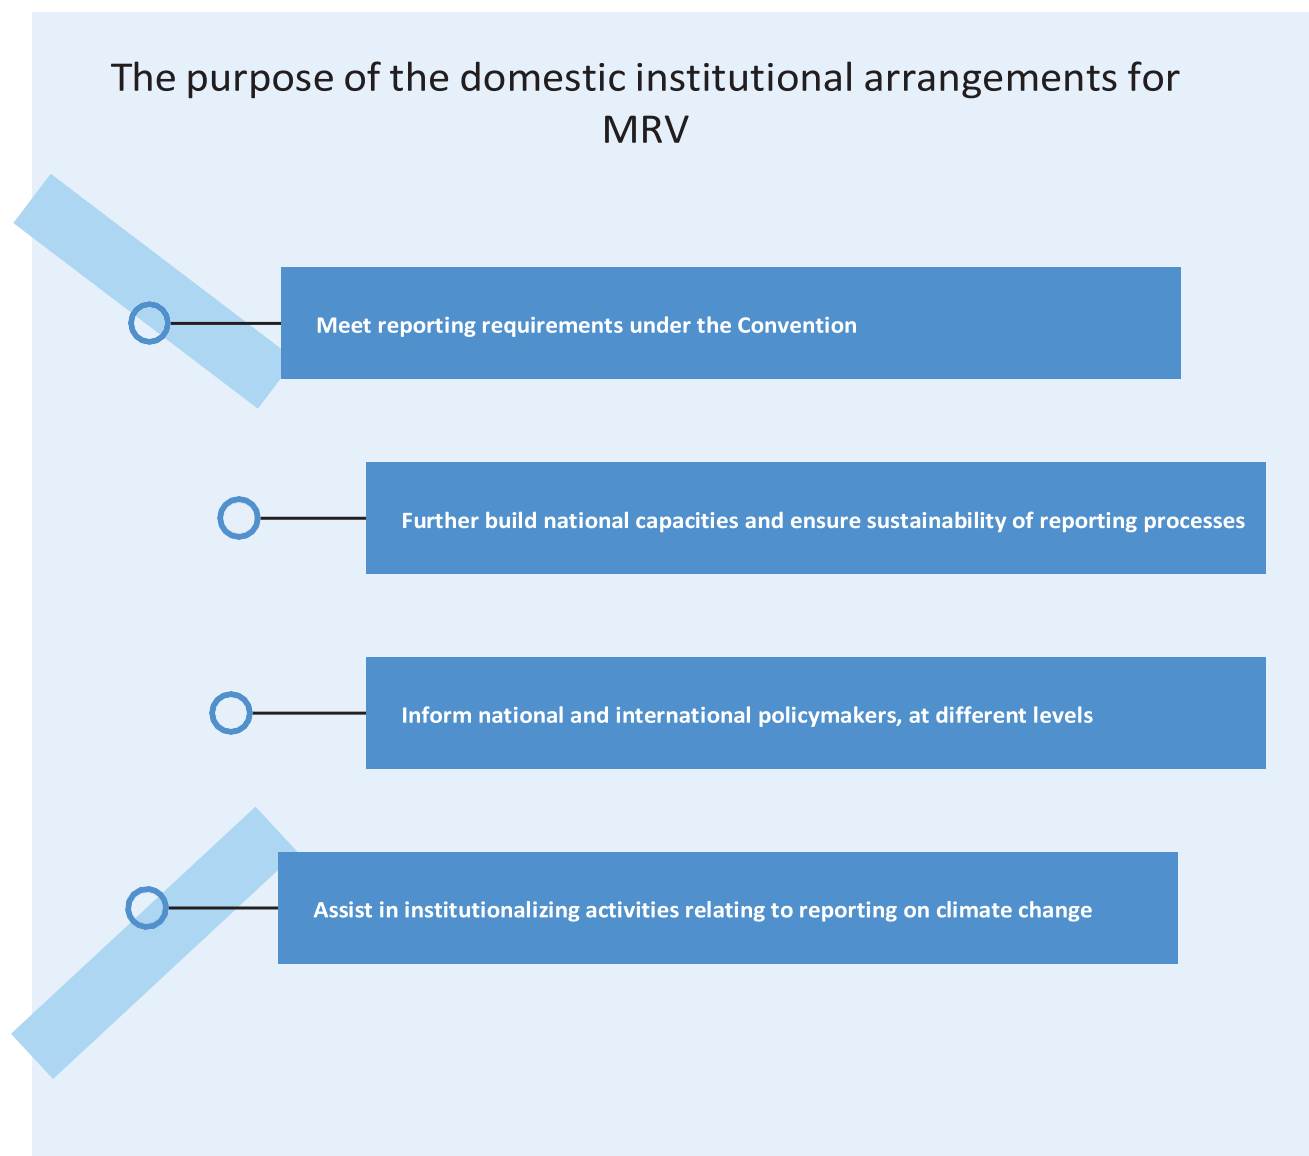 The purpose of the domestic institutional arrangements for
MRV
Meet reporting requirements under the Convention
Further build national capacities and ensure sustainability of reporting processes
Inform national and international policymakers, at different levels
Assist in institutionalizing activities relating to reporting on climate change